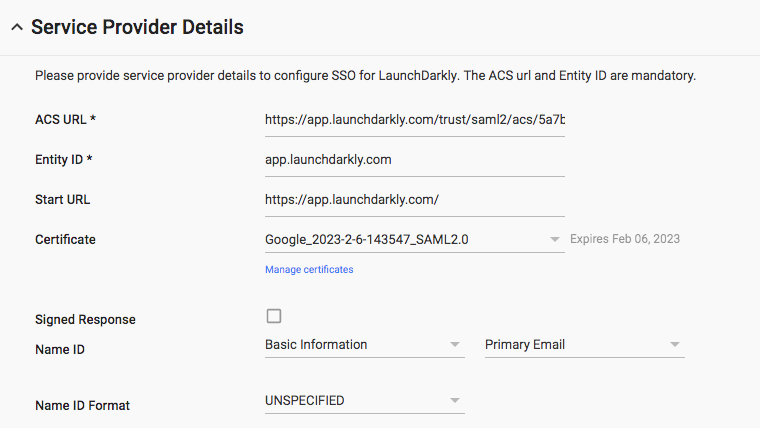 Service Provider Details
Please provide service provider details to configure SSO for LaunchDarkly. The ACS url and Entity ID are mandatory.
ACS URL * https://app.launchdarkly.com/trust/saml2/acs/5a7b
Entity ID * app.launchdarkly.com
Start URL https://app.launchdarkly.com/
Certificate Google_2023-2-6-143547_SAML2.0 Expires Feb 06, 2023
Manage certificates
Signed Response
Name ID Basic Information Primary Email
Name ID Format UNSPECIFIED